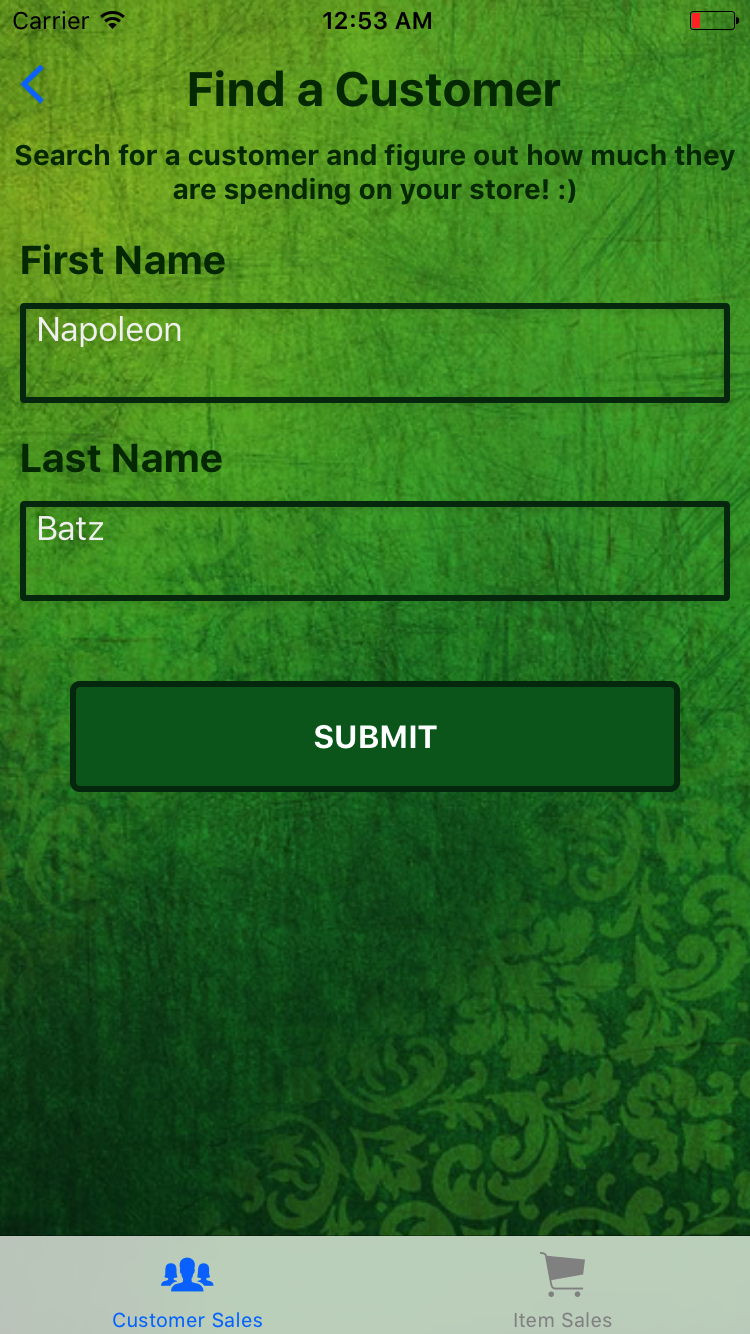 Carrier 12:53 AM
Find a Customer
Search for a customer and figure out how much they
are spending on your store! :)
First Name
Napoleon
Last Name
Batz
SUBMIT
Customer Sales Item Sales